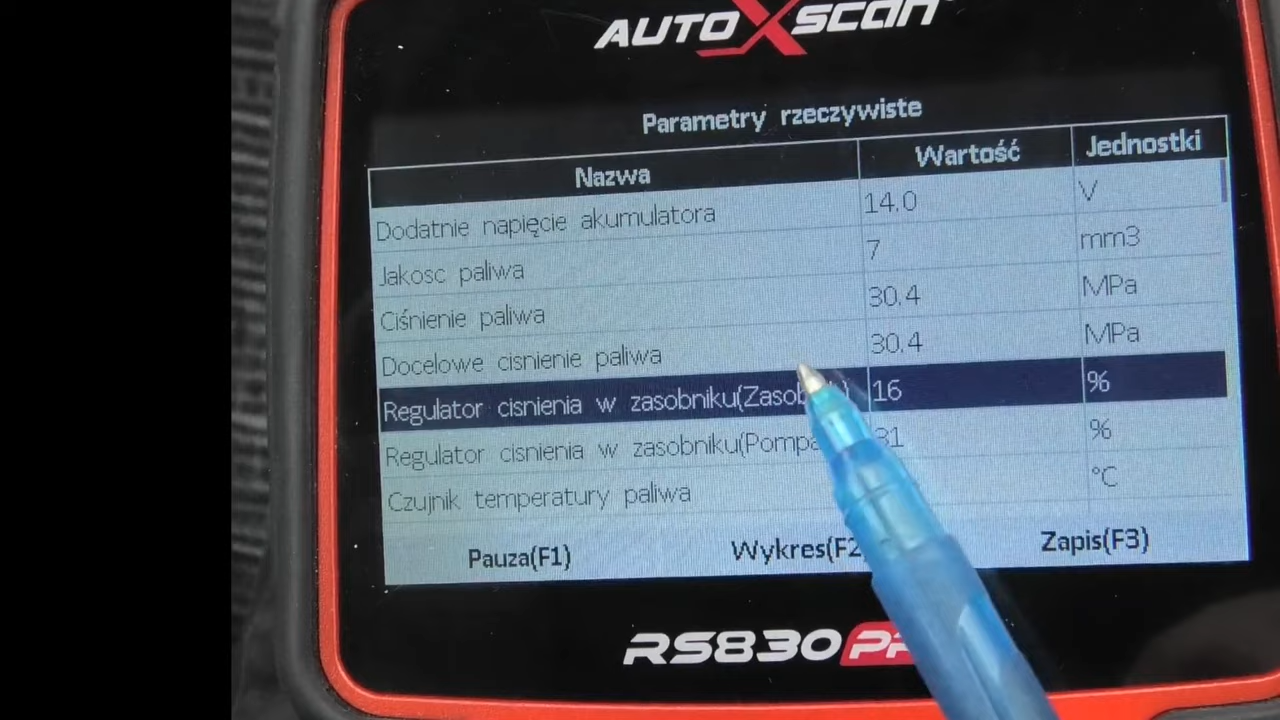 AUTOXSCAN
Parametry rzeczywiste
Nazwa Wartość Jednostki
Dodatnie napięcie akumulatora 14.0 V
Jakosc paliwa 7 mm3
Ciśnienie paliwa 30.4 MPa
Docelowe cisnienie paliwa 30.4 MPa
Regulator cisnienia w 16 %
Regulator cisnienia w zasobniku(Pompa %
Czujnik temperatury paliwa °C
Pauza(F1) Wykres(F2 Zapis(F3)
RS830